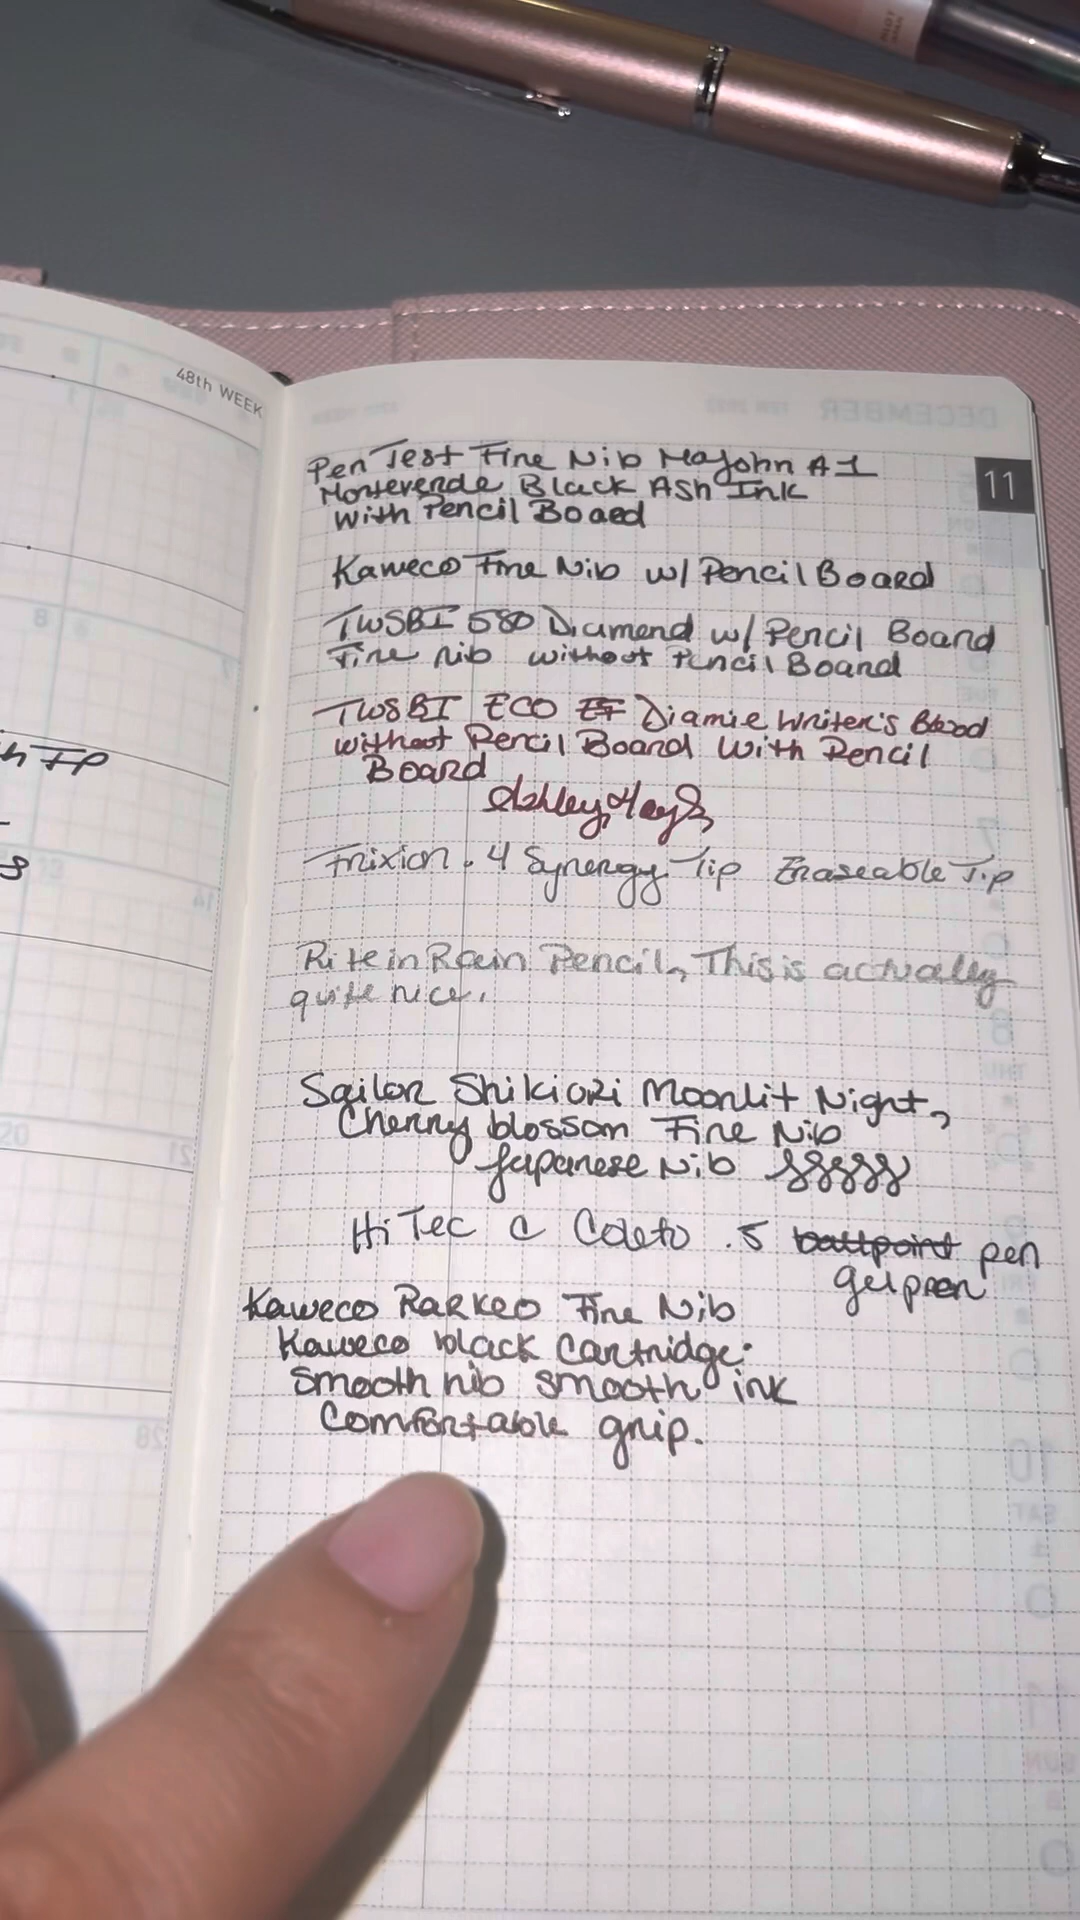 48th WEEK
11
Pen Test Fine Nib Majohn A1
Monteverde Black Ash Ink
with Pencil Board
Kaweco Fine Nib w/ Pencil Board
TWSBI 580 Diamond w/ Pencil Board
Fine nib without Pencil Board
TWSBI ECO EF Diamie Writer's Blood
without Pencil Board With Pencil
Board
Frixion .4 Synergy Tip Eraseable Tip
Rite in Rain Pencil, This is actually
quite nice.
Sailor Shikiori Moonlit Night,
Cherry blossom Fine Nib
Japanese Nib
Hi Tec C Coleto .5 ballpoint pen
gel pen
Kaweco Parkeo Fine Nib
Kaweco black Cartridge:
Smooth nib smooth ink
Comfortable grip.